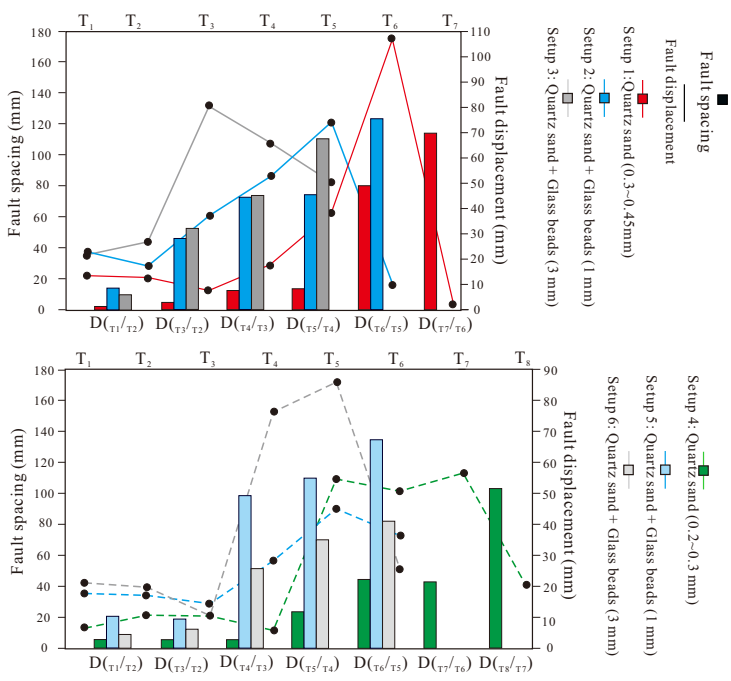 T1 T2 T3 T4 T5 T6 T7
180 160 140 120 100 80 60 40 20 0
Fault spacing (mm)
110 100 90 80 70 60 50 40 30 20 10 0
Fault displacement (mm)
D(T1/T2) D(T3/T2) D(T4/T3) D(T5/T4) D(T6/T5) D(T7/T6)
Fault spacing
Fault displacement
Setup 1: Quartz sand (0.3~0.45mm)
Setup 2: Quartz sand + Glass beads (1 mm)
Setup 3: Quartz sand + Glass beads (3 mm)
T1 T2 T3 T4 T5 T6 T7 T8
180 160 140 120 100 80 60 40 20 0
Fault spacing (mm)
90 80 70 60 50 40 30 20 10 0
Fault displacement (mm)
D(T1/T2) D(T3/T2) D(T4/T3) D(T5/T4) D(T6/T5) D(T7/T6) D(T8/T7)
Setup 4: Quartz sand (0.2~0.3 mm)
Setup 5: Quartz sand + Glass beads (1 mm)
Setup 6: Quartz sand + Glass beads (3 mm)